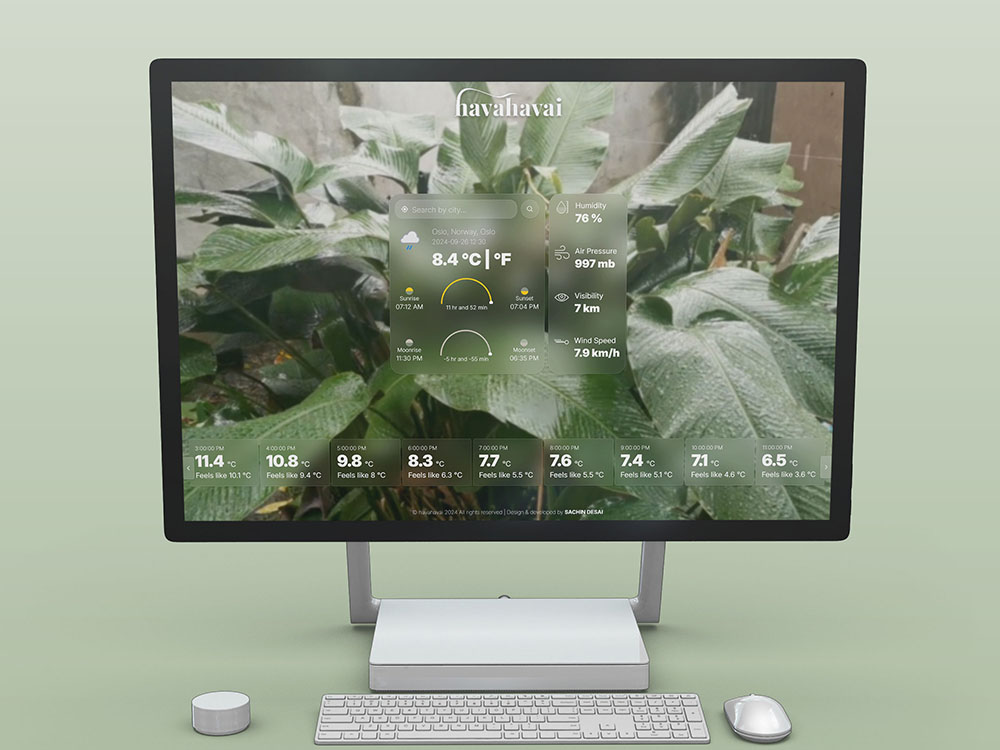 havahavai
Search by city...
Oslo, Norway, Oslo
2024-09-26 12:30
8.4 °C | °F
Sunrise
07:12 AM
11 hr and 52 min
Sunset
07:04 PM
Moonrise
11:30 PM
-5 hr and -55 min
Moonset
06:35 PM
Humidity
76 %
Air Pressure
997 mb
Visibility
7 km
Wind Speed
7.9 km/h
3:00:00 PM
11.4 °C
Feels like 10.1 °C
4:00:00 PM
10.8 °C
Feels like 9.4 °C
5:00:00 PM
9.8 °C
Feels like 8 °C
6:00:00 PM
8.3 °C
Feels like 6.3 °C
7:00:00 PM
7.7 °C
Feels like 5.5 °C
8:00:00 PM
7.6 °C
Feels like 5.5 °C
9:00:00 PM
7.4 °C
Feels like 5.1 °C
10:00:00 PM
7.1 °C
Feels like 4.6 °C
11:00:00 PM
6.5 °C
Feels like 3.6 °C
© havahavai 2024 All rights reserved | Design & developed by SACHIN DESAI